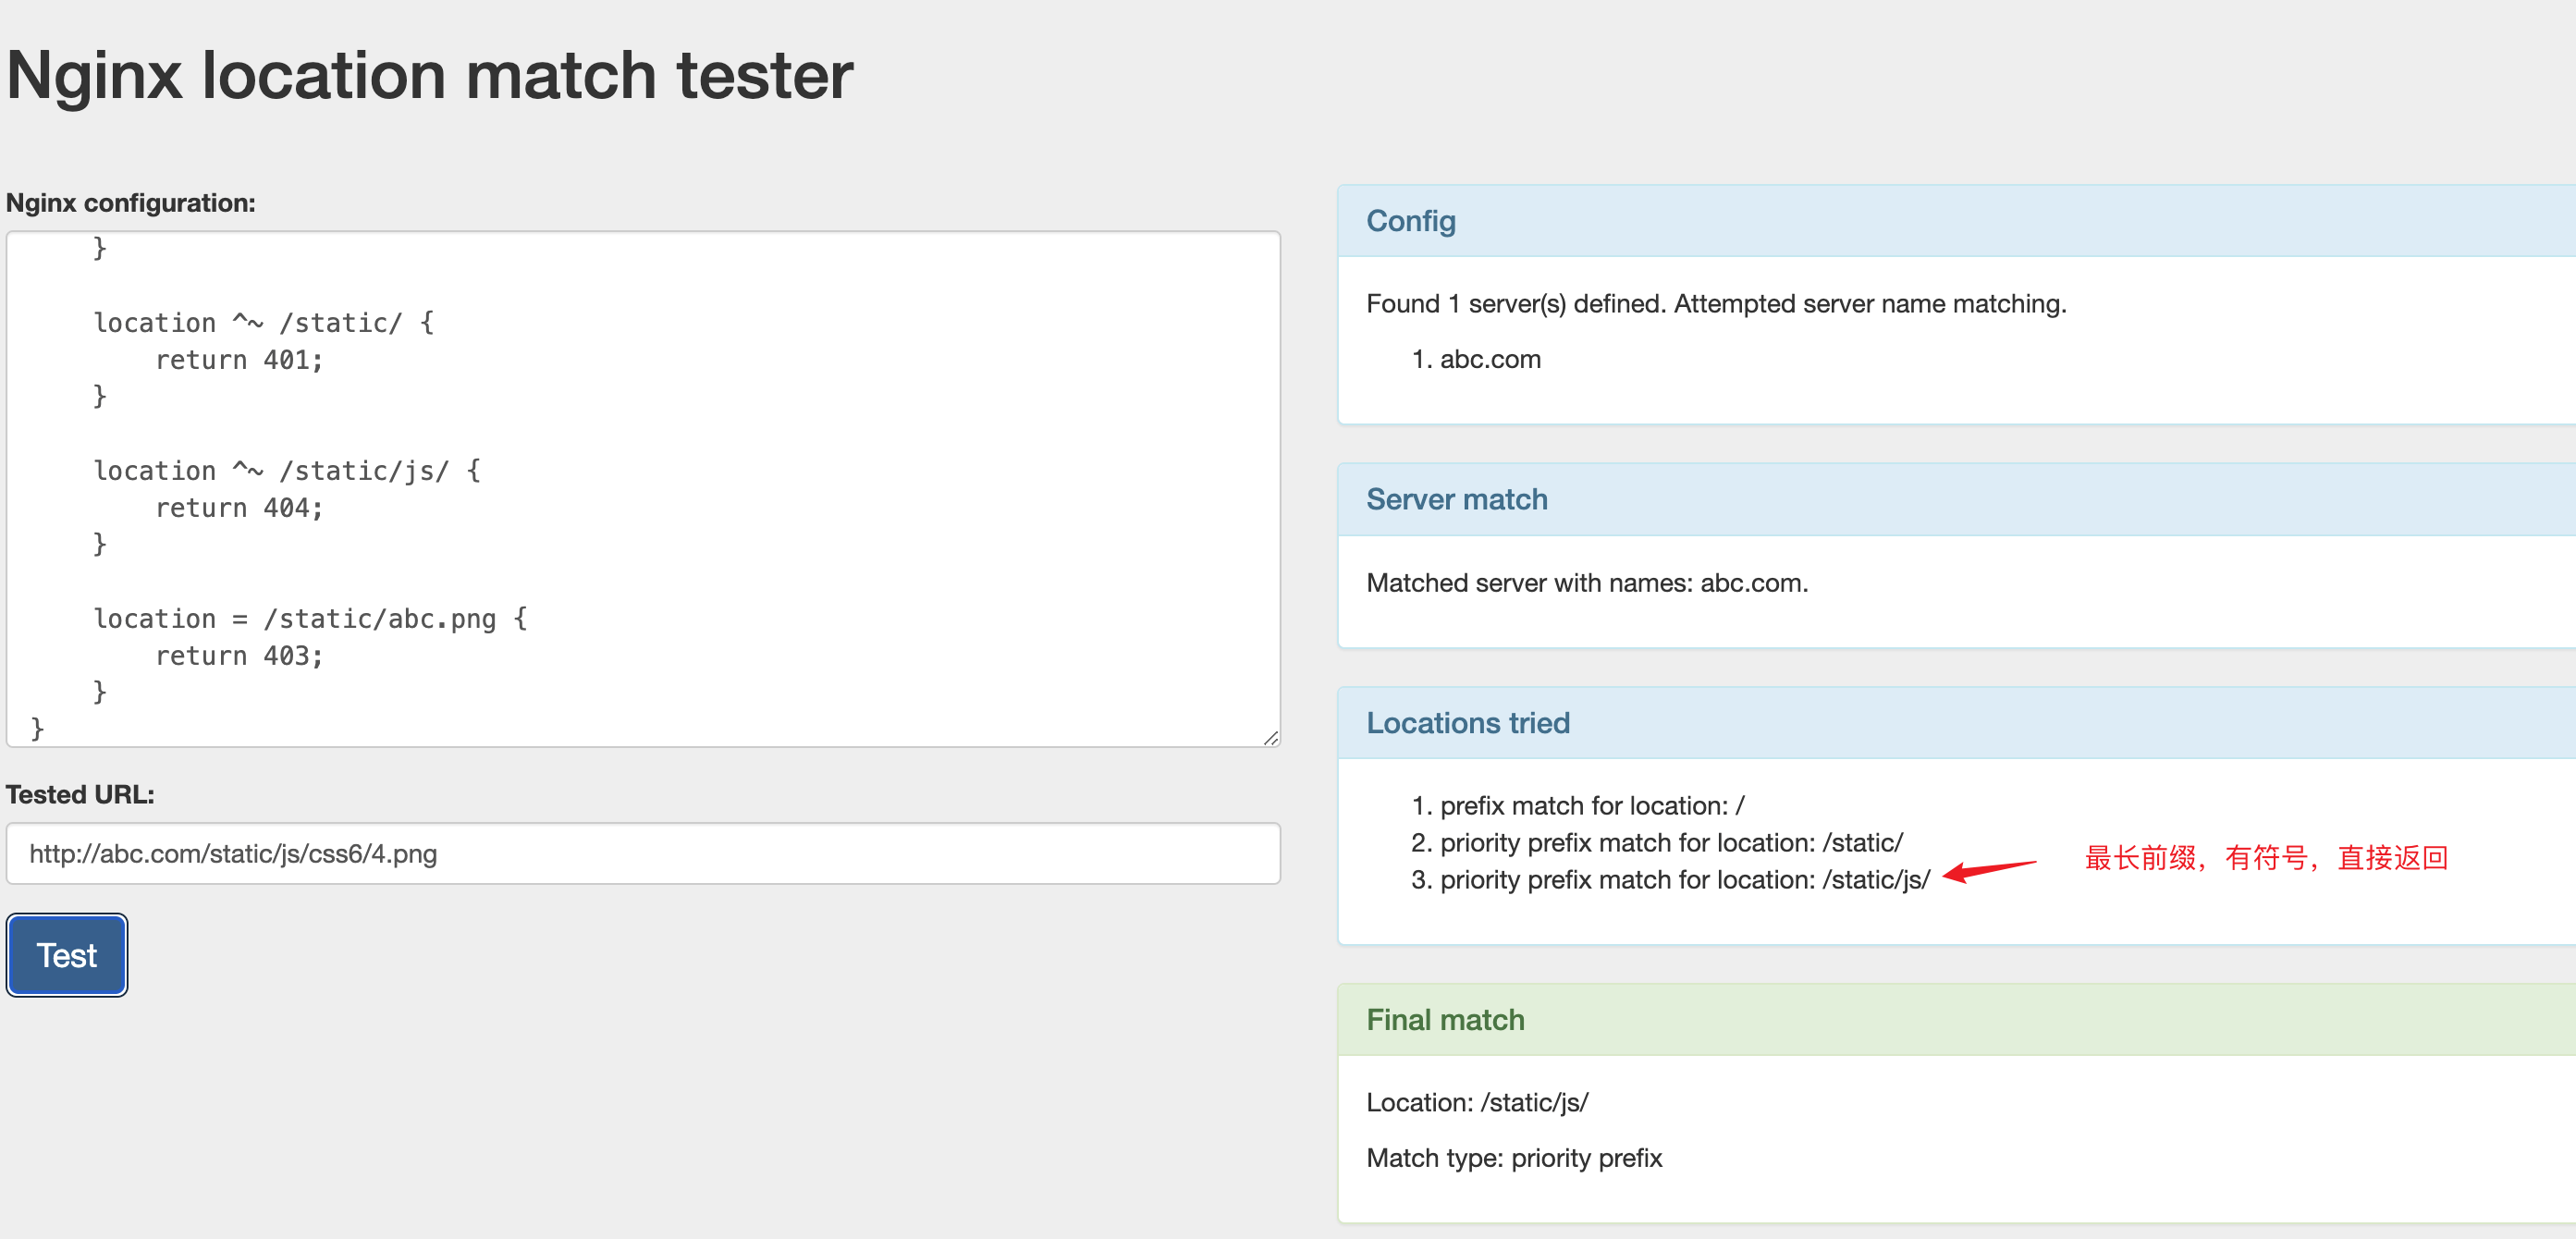 Nginx location match tester
Nginx configuration:
}
location ^~ /static/ {
return 401;
}
location ^~ /static/js/ {
return 404;
}
location = /static/abc.png {
return 403;
}
}
Tested URL:
http://abc.com/static/js/css6/4.png
Test
Config
Found 1 server(s) defined. Attempted server name matching.
1. abc.com
Server match
Matched server with names: abc.com.
Locations tried
1. prefix match for location: /
2. priority prefix match for location: /static/
3. priority prefix match for location: /static/js/
最长前缀，有符号，直接返回
Final match
Location: /static/js/
Match type: priority prefix